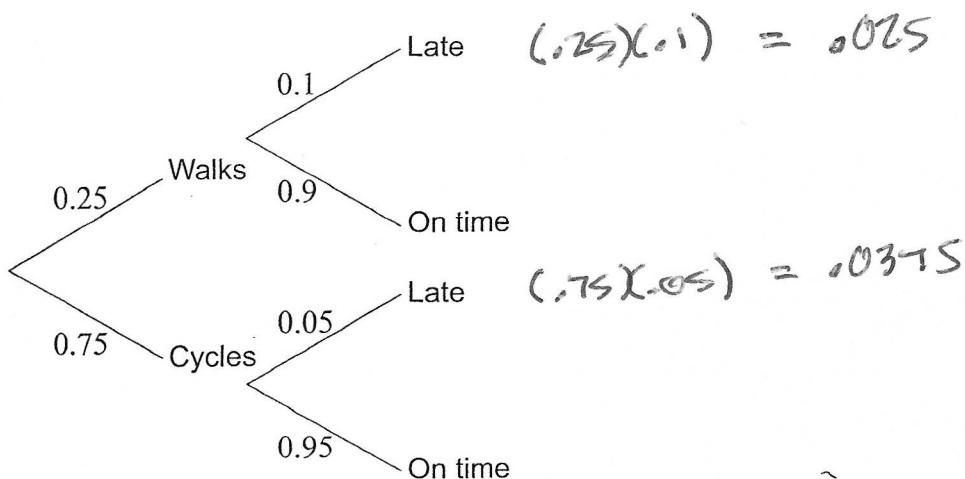 Late (.25)(.1) = .025
0.1
Walks
0.25
0.9
On time
Late (.75)(.05) = .0375
0.05
0.75
Cycles
0.95
On time